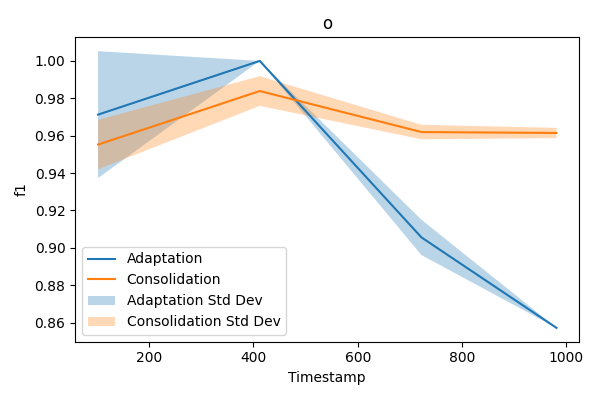 o
f1
1.00
0.98
0.96
0.94
0.92
0.90
0.88
0.86
Adaptation
Consolidation
Adaptation Std Dev
Consolidation Std Dev
200 400 600 800 1000
Timestamp